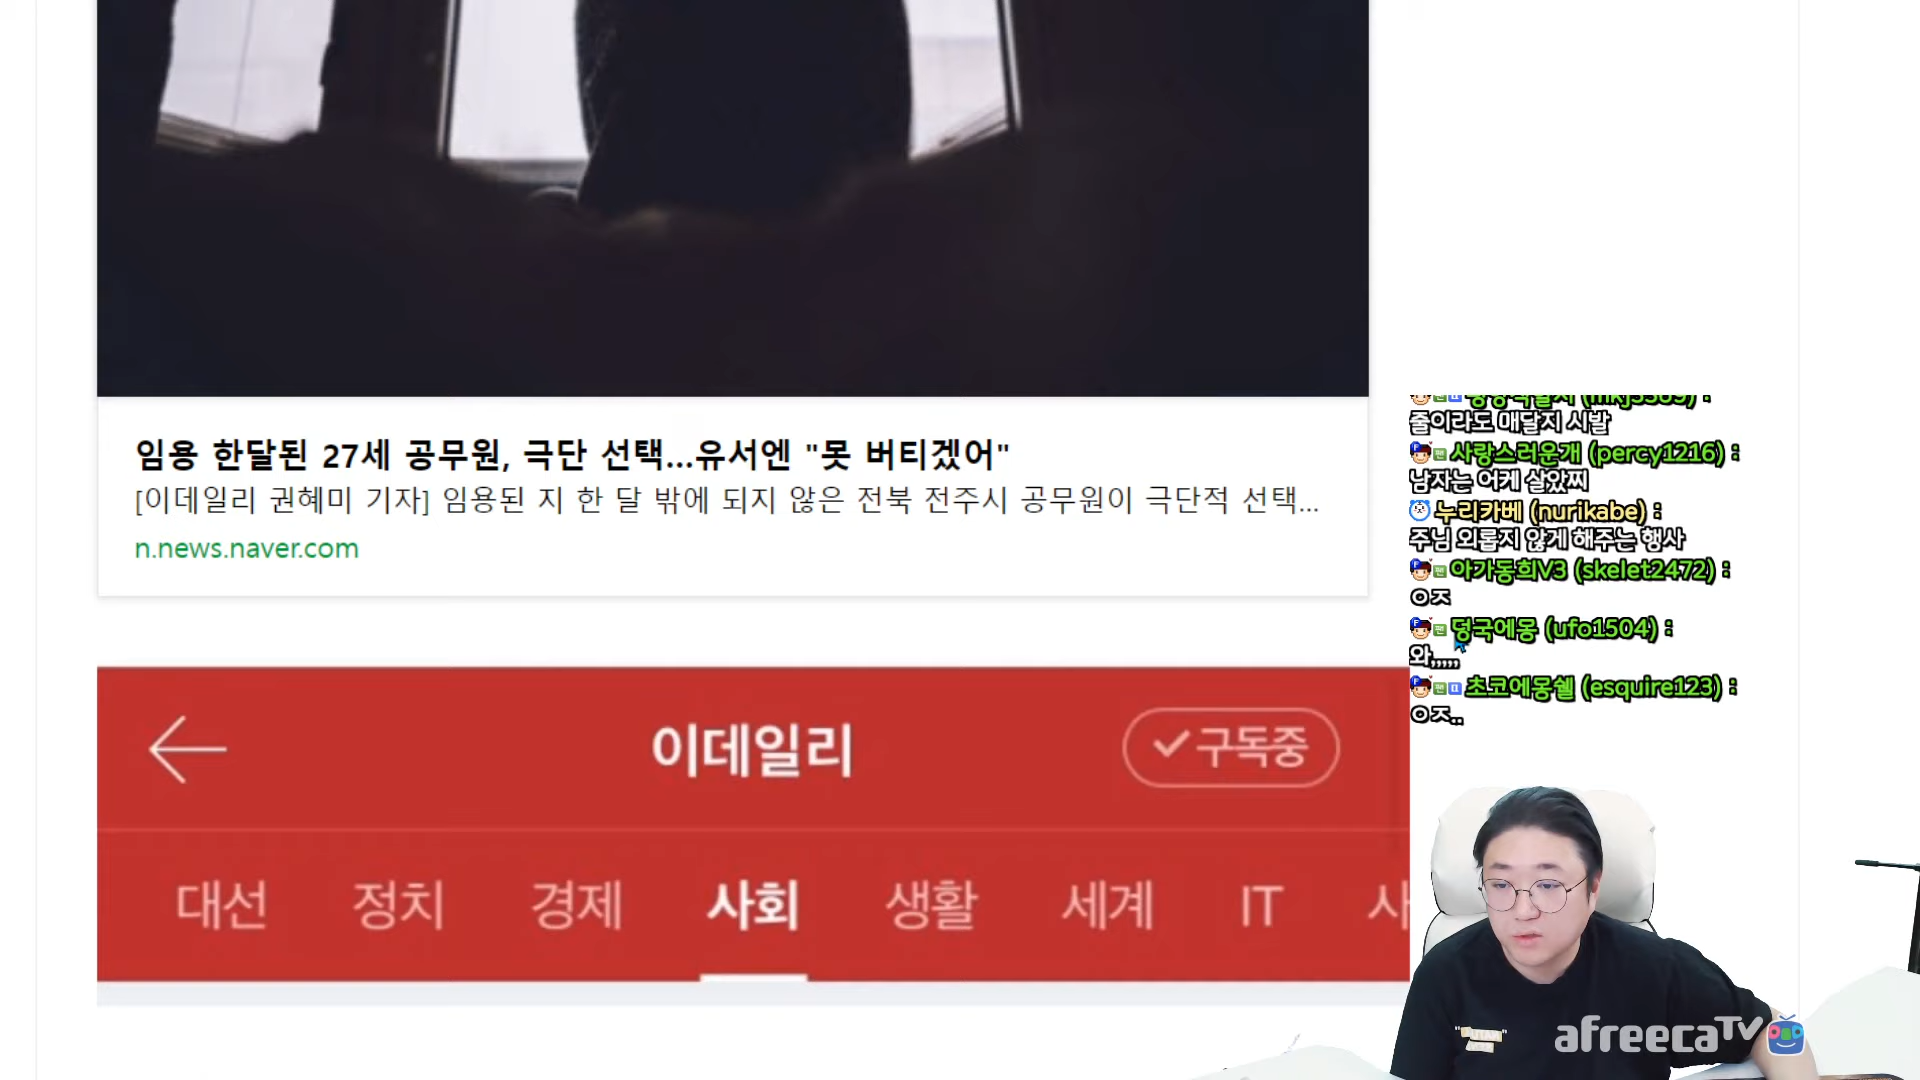 임용 한달된 27세 공무원, 극단 선택...유서엔 "못 버티겠어"
[이데일리 권혜미 기자] 임용된 지 한 달 밖에 되지 않은 전북 전주시 공무원이 극단적 선택...
n.news.naver.com
이데일리
구독중
대선 정치 경제 사회 생활 세계 IT 사
줄이라도 매달지 시발
사랑스러운개 (percy1216) :
남자는 어케 살았찌
누리카베 (nurikabe) :
주님 외롭지 않게 해주는 행사
아가동희V3 (skelet2472) :
ㅇㅈ
덩국에몽 (ufo1504) :
와,,,,,
초코에몽쉘 (esquire123) :
ㅇㅈ..
afreecaTV